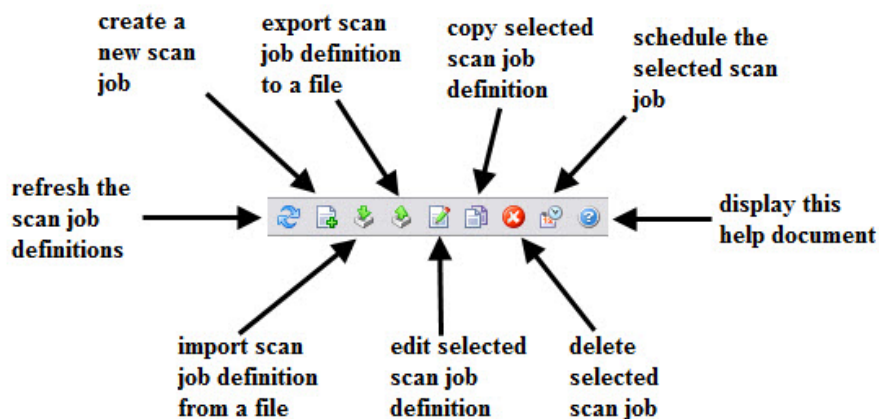 create a
new scan
job
export scan
job definition
to a file
copy selected
scan job
definition
schedule the
selected scan
job
refresh the
scan job
definitions
display this
help document
import scan
job definition
from a file
edit selected
scan job
definition
delete
selected
scan job